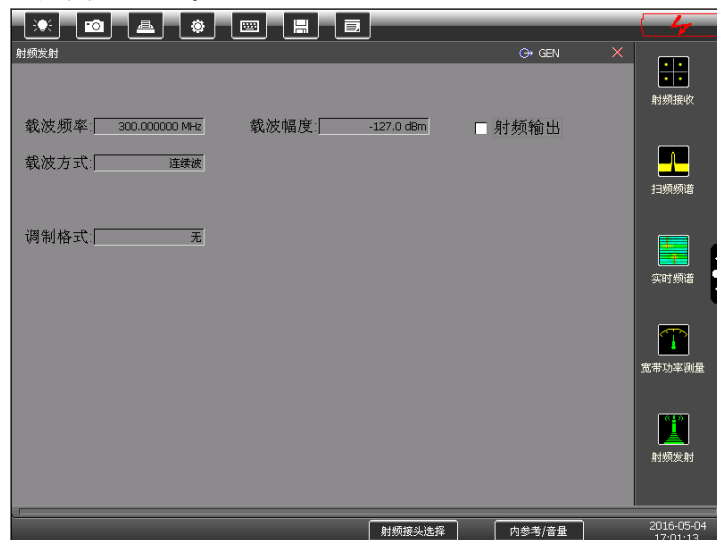 射频发射
GEN
载波频率:
300.000000 MHz
载波幅度:
-127.0 dBm
射频输出
载波方式:
连续波
调制格式:
无
射频接收
扫频频谱
实时频谱
宽带功率测量
射频发射
射频接头选择
内参考/音量
2016-05-04
17:01:13